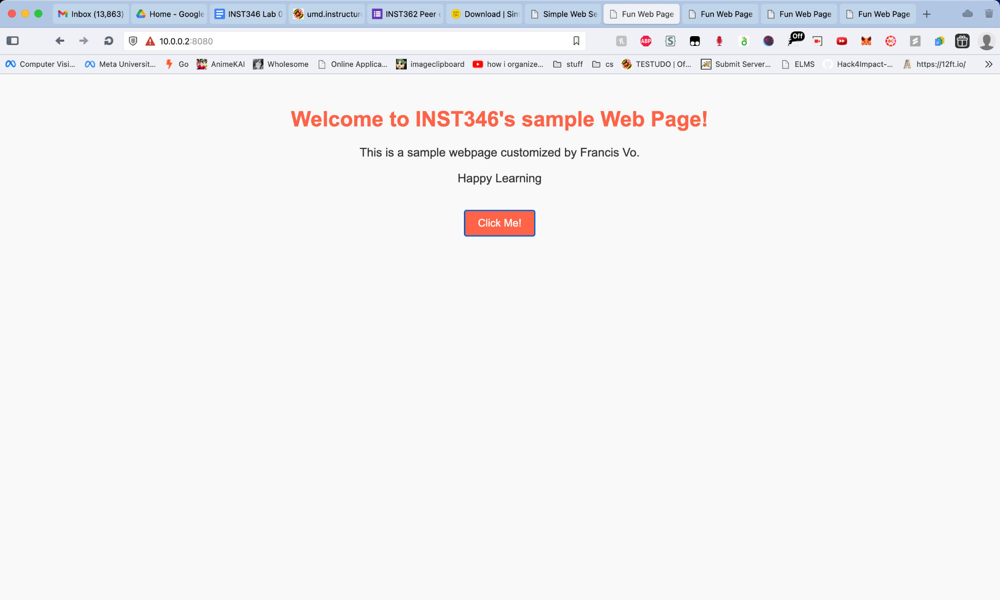 Inbox (13,863)
Home - Google
INST346 Lab 0
umd.instructure
INST362 Peer e
Download | Sim
Simple Web Se
Fun Web Page
Fun Web Page
Fun Web Page
Fun Web Page
10.0.0.2:8080
ABP
S
Off
BC
Computer Visi...
Meta Universit...
Go
AnimeKAI
Wholesome
Online Applica...
imageclipboard
how i organize...
stuff
cs
TESTUDO | Of...
Submit Server...
ELMS
Hack4Impact-...
https://12ft.io/
Welcome to INST346's sample Web Page!
This is a sample webpage customized by Francis Vo.
Happy Learning
Click Me!